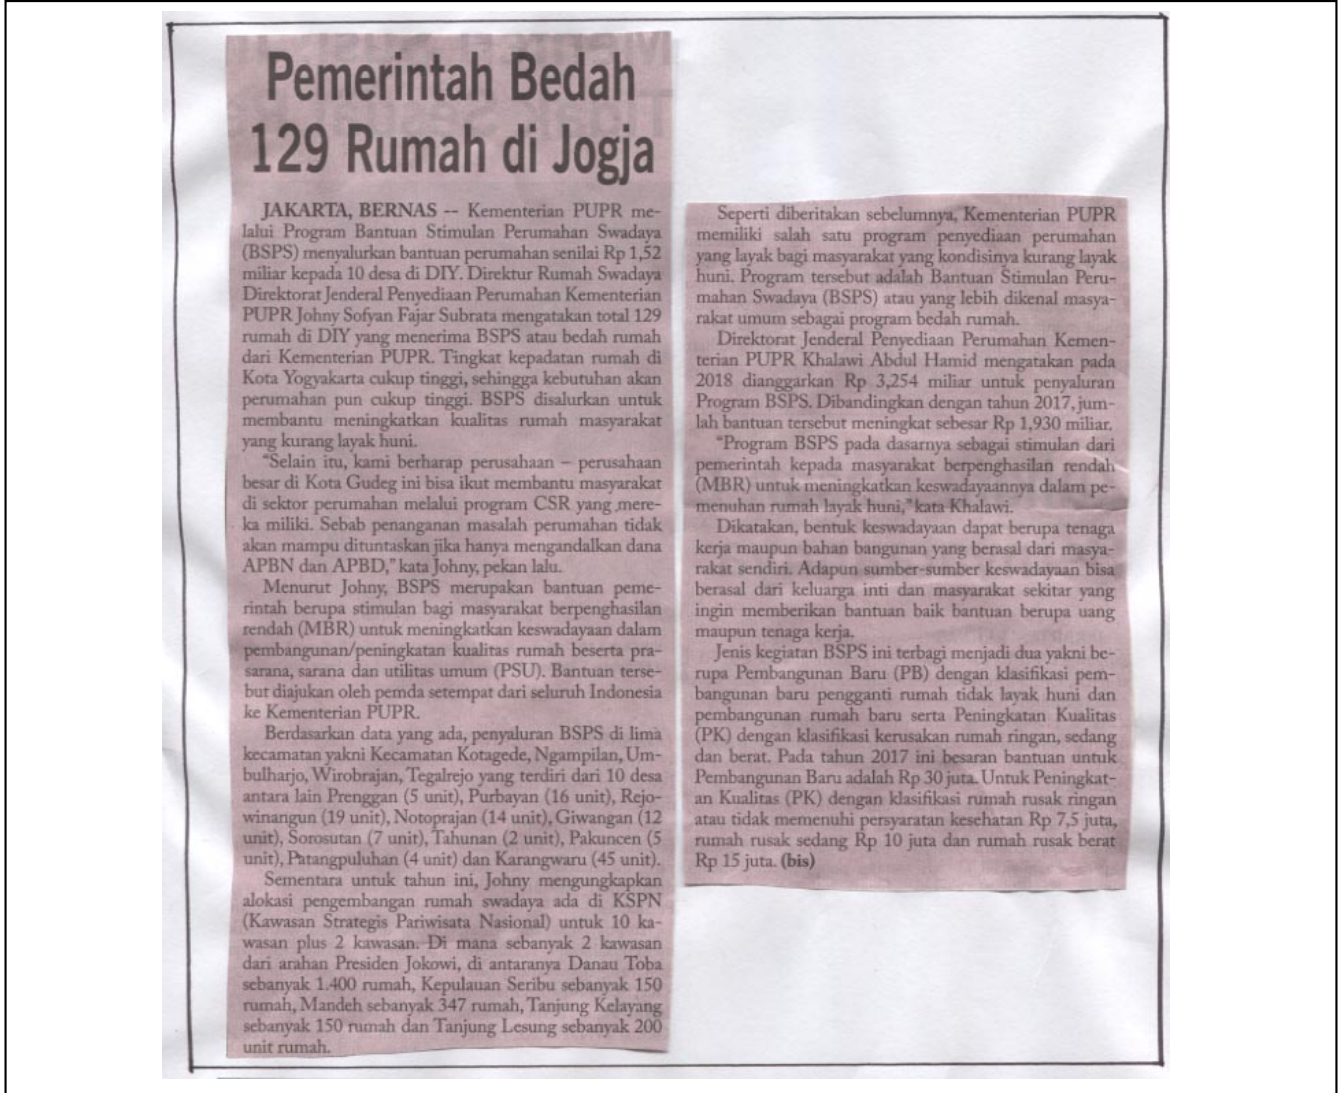 Pemerintah Bedah
129 Rumah di Jogja
JAKARTA, BERNAS -- Kementerian PUPR me-
lalui Program Bantuan Stimulan Perumahan Swadaya
(BSPS) menyalurkan bantuan perumahan senilai Rp 1,52
miliar kepada 10 desa di DIY. Direktur Rumah Swadaya
Direktorat Jenderal Penyediaan Perumahan Kementerian
PUPR Johny Sofyan Fajar Subrata mengatakan total 129
rumah di DIY yang menerima BSPS atau bedah rumah
dari Kementerian PUPR. Tingkat kepadatan rumah di
Kota Yogyakarta cukup tinggi, sehingga kebutuhan akan
perumahan pun cukup tinggi. BSPS disalurkan untuk
membantu meningkatkan kualitas rumah masyarakat
yang kurang layak huni.
"Selain itu, kami berharap perusahaan – perusahaan
besar di Kota Gudeg ini bisa ikut membantu masyarakat
di sektor perumahan melalui program CSR yang mere-
ka miliki. Sebab penanganan masalah perumahan tidak
akan mampu dituntaskan jika hanya mengandalkan dana
APBN dan APBD," kata Johny, pekan lalu.
Menurut Johny, BSPS merupakan bantuan peme-
rintah berupa stimulan bagi masyarakat berpenghasilan
rendah (MBR) untuk meningkatkan keswadayaan dalam
pembangunan/peningkatan kualitas rumah beserta pra-
sarana, sarana dan utilitas umum (PSU). Bantuan terse-
but diajukan oleh pemda setempat dari seluruh Indonesia
ke Kementerian PUPR.
Berdasarkan data yang ada, penyaluran BSPS di lima
kecamatan yakni Kecamatan Kotagede, Ngampilan, Um-
bulharjo, Wirobrajan, Tegalrejo yang terdiri dari 10 desa
antara lain Prenggan (5 unit), Purbayan (16 unit), Rejo-
winangun (19 unit), Notoprajan (14 unit), Giwangan (12
unit), Sorosutan (7 unit), Tahunan (2 unit), Pakuncen (5
unit), Patangpuluhan (4 unit) dan Karangwaru (45 unit).
Sementara untuk tahun ini, Johny mengungkapkan
alokasi pengembangan rumah swadaya ada di KSPN
(Kawasan Strategis Pariwisata Nasional) untuk 10 ka-
wasan plus 2 kawasan. Di mana sebanyak 2 kawasan
dari arahan Presiden Jokowi, di antaranya Danau Toba
sebanyak 1.400 rumah, Kepulauan Seribu sebanyak 150
rumah, Mandeh sebanyak 347 rumah, Tanjung Kelayang
sebanyak 150 rumah dan Tanjung Lesung sebanyak 200
unit rumah.
Seperti diberitakan sebelumnya, Kementerian PUPR
memiliki salah satu program penyediaan perumahan
yang layak bagi masyarakat yang kondisinya kurang layak
huni. Program tersebut adalah Bantuan Stimulan Peru-
mahan Swadaya (BSPS) atau yang lebih dikenal masya-
rakat umum sebagai program bedah rumah.
Direktorat Jenderal Penyediaan Perumahan Kemen-
terian PUPR Khalawi Abdul Hamid mengatakan pada
2018 dianggarkan Rp 3,254 miliar untuk penyaluran
Program BSPS. Dibandingkan dengan tahun 2017, jum-
lah bantuan tersebut meningkat sebesar Rp 1,930 miliar.
"Program BSPS pada dasarnya sebagai stimulan dari
pemerintah kepada masyarakat berpenghasilan rendah
(MBR) untuk meningkatkan keswadayaannya dalam pe-
menuhan rumah layak huni," kata Khalawi.
Dikatakan, bentuk keswadayaan dapat berupa tenaga
kerja maupun bahan bangunan yang berasal dari masya-
rakat sendiri. Adapun sumber-sumber keswadayaan bisa
berasal dari keluarga inti dan masyarakat sekitar yang
ingin memberikan bantuan baik bantuan berupa uang
maupun tenaga kerja.
Jenis kegiatan BSPS ini terbagi menjadi dua yakni be-
rupa Pembangunan Baru (PB) dengan klasifikasi pem-
bangunan baru pengganti rumah tidak layak huni dan
pembangunan rumah baru serta Peningkatan Kualitas
(PK) dengan klasifikasi kerusakan rumah ringan, sedang
dan berat. Pada tahun 2017 ini besaran bantuan untuk
Pembangunan Baru adalah Rp 30 juta. Untuk Peningkat-
an Kualitas (PK) dengan klasifikasi rumah rusak ringan
atau tidak memenuhi persyaratan kesehatan Rp 7,5 juta,
rumah rusak sedang Rp 10 juta dan rumah rusak berat
Rp 15 juta. (bis)